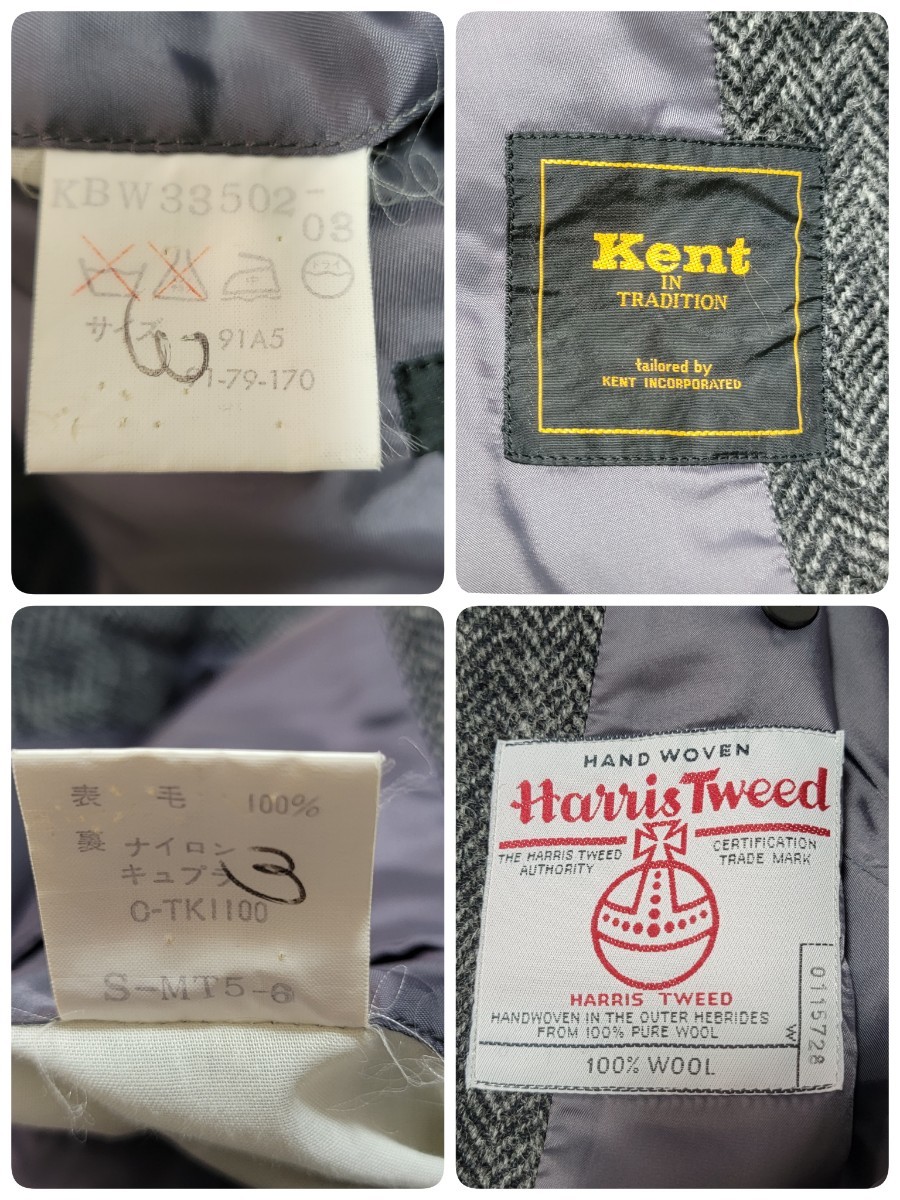 KBW33502-
03
サイズ 91A5
91-79-170
3
Kent
IN
TRADITION
tailored by
KENT INCORPORATED
表 毛 100%
裏 ナイロン
キュプラ
3
C-TK1100
S-MT5-6
HAND WOVEN
Harris Tweed
THE HARRIS TWEED
AUTHORITY
CERTIFICATION
TRADE MARK
HARRIS TWEED
HANDWOVEN IN THE OUTER HEBRIDES
FROM 100% PURE WOOL
100% WOOL
W 0115728